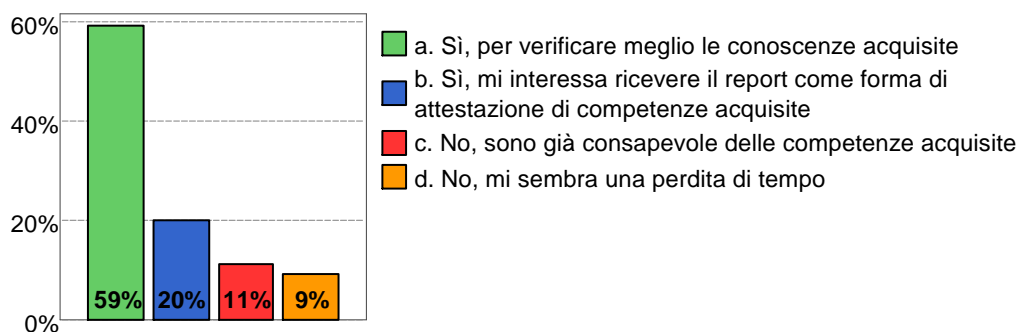 60%
40%
20%
0%
59%
20%
11%
9%
a. Sì, per verificare meglio le conoscenze acquisite
b. Sì, mi interessa ricevere il report come forma di
attestazione di competenze acquisite
c. No, sono già consapevole delle competenze acquisite
d. No, mi sembra una perdita di tempo